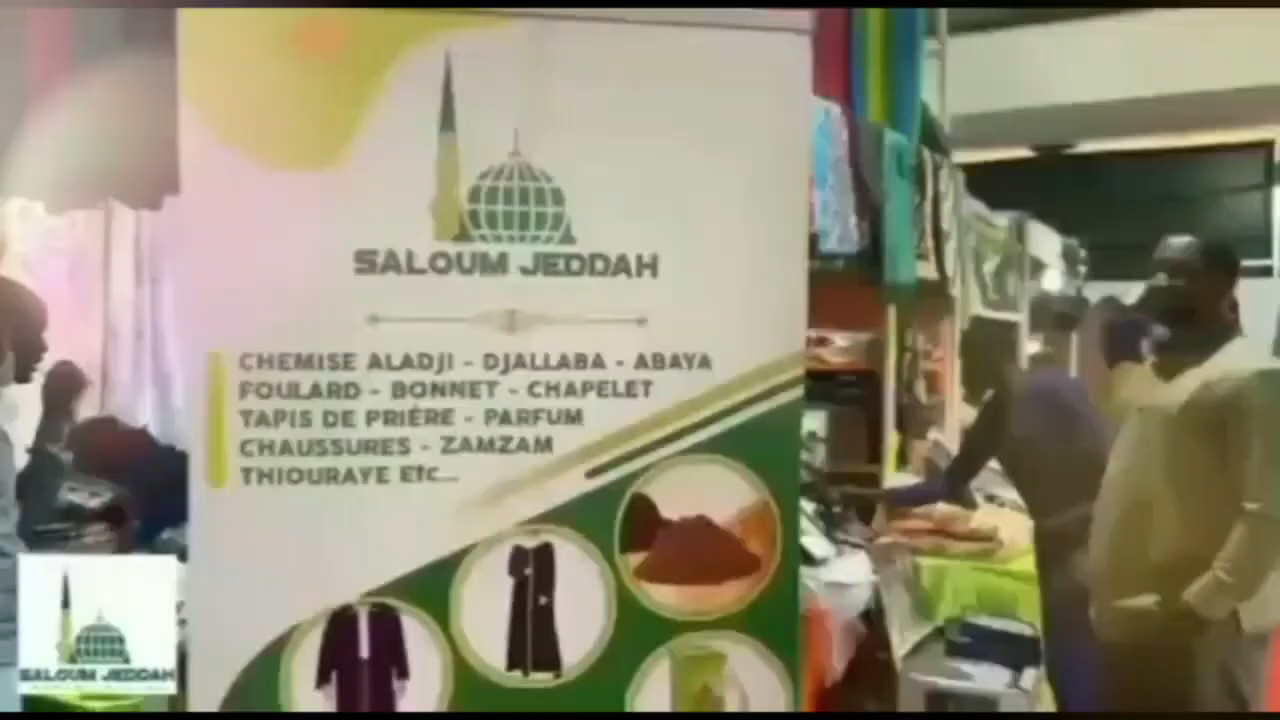 SALOUM JEDDAH
CHEMISE ALADJI - DJALLABA - ABAYA
FOULARD - BONNET - CHAPELET
TAPIS DE PRIÈRE - PARFUM
CHAUSSURES - ZAMZAM
THIOURAYE Etc...
SALOUM JEDDAH